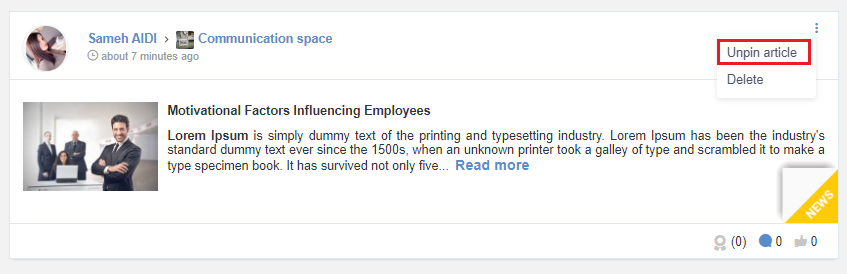 Sameh AIDI › Communication space
about 7 minutes ago
Unpin article
Delete
Motivational Factors Influencing Employees
Lorem Ipsum is simply dummy text of the printing and typesetting industry. Lorem Ipsum has been the industry's
standard dummy text ever since the 1500s, when an unknown printer took a galley of type and scrambled it to make a
type specimen book. It has survived not only five... Read more
NEWS
(0) 0 0